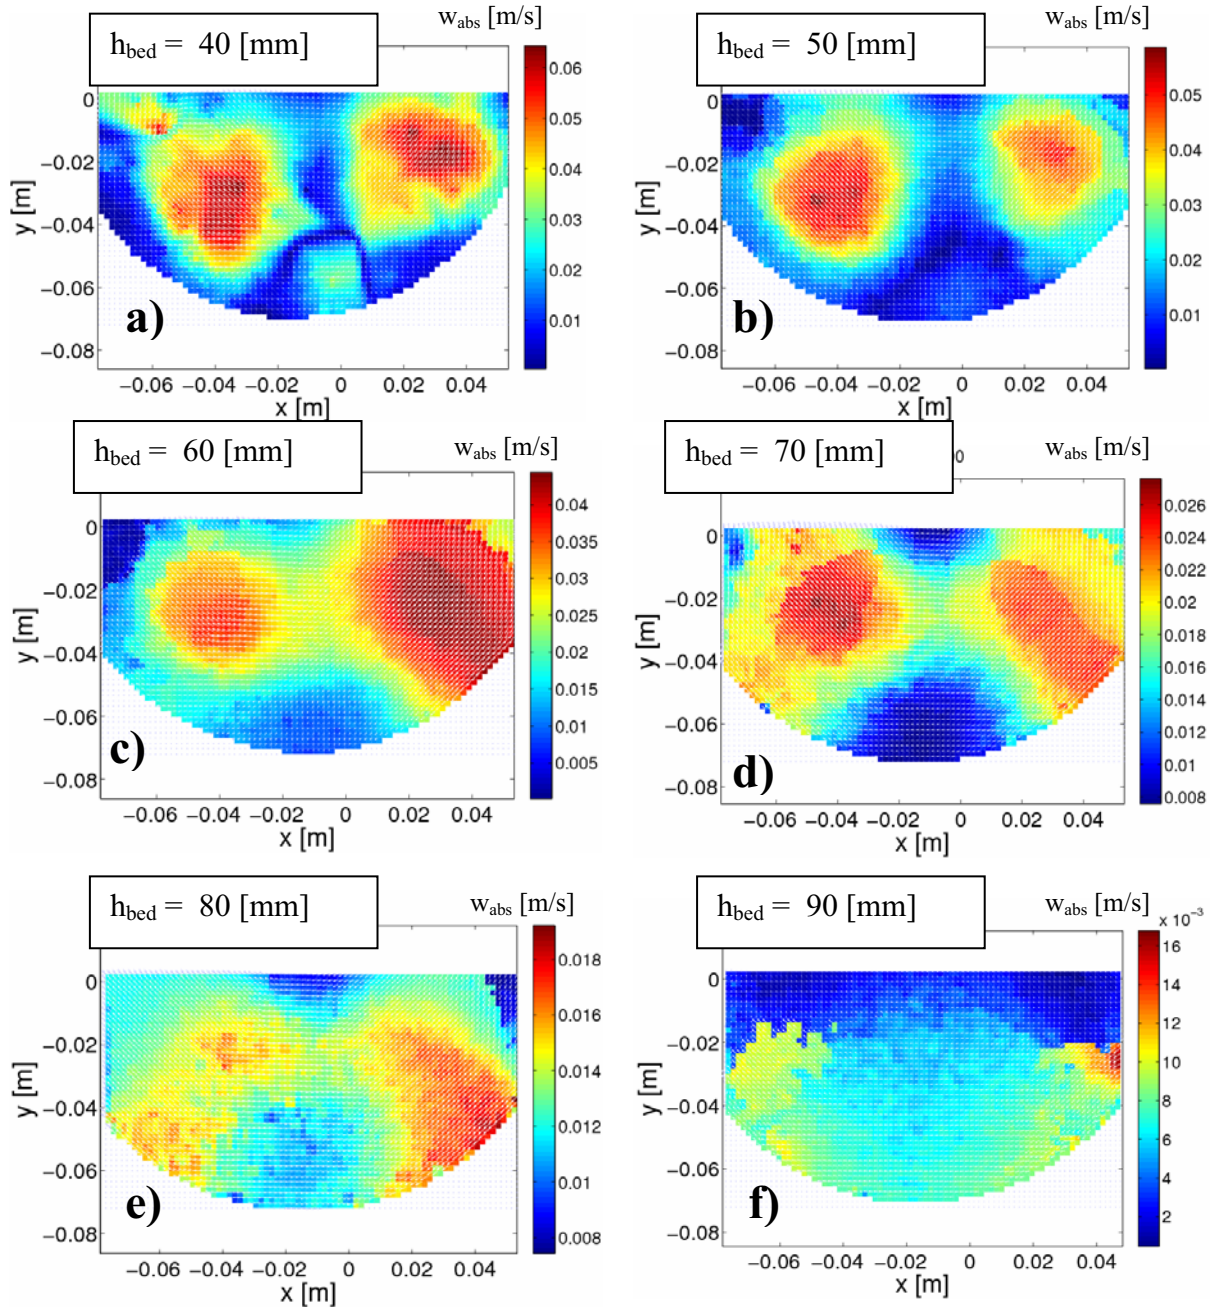 h_bed = 40 [mm]
w_abs [m/s]
0
−0.02
−0.04
−0.06
−0.08
y [m]
−0.06 −0.04 −0.02 0 0.02 0.04
x [m]
0.06
0.05
0.04
0.03
0.02
0.01
a)
h_bed = 50 [mm]
w_abs [m/s]
0
−0.02
−0.04
−0.06
−0.08
y [m]
−0.06 −0.04 −0.02 0 0.02 0.04
x [m]
0.05
0.04
0.03
0.02
0.01
b)
h_bed = 60 [mm]
w_abs [m/s]
0
−0.02
−0.04
−0.06
−0.08
y [m]
−0.06 −0.04 −0.02 0 0.02 0.04
x [m]
0.04
0.035
0.03
0.025
0.02
0.015
0.01
0.005
c)
h_bed = 70 [mm]
00
w_abs [m/s]
0
−0.02
−0.04
−0.06
−0.08
y [m]
−0.06 −0.04 −0.02 0 0.02 0.04
x [m]
0.026
0.024
0.022
0.02
0.018
0.016
0.014
0.012
0.01
0.008
d)
h_bed = 80 [mm]
w_abs [m/s]
0
−0.02
−0.04
−0.06
−0.08
y [m]
−0.06 −0.04 −0.02 0 0.02 0.04
x [m]
0.018
0.016
0.014
0.012
0.01
0.008
e)
h_bed = 90 [mm]
w_abs [m/s]
x 10⁻³
0
−0.02
−0.04
−0.06
−0.08
y [m]
−0.06 −0.04 −0.02 0 0.02 0.04
x [m]
16
14
12
10
8
6
4
2
f)